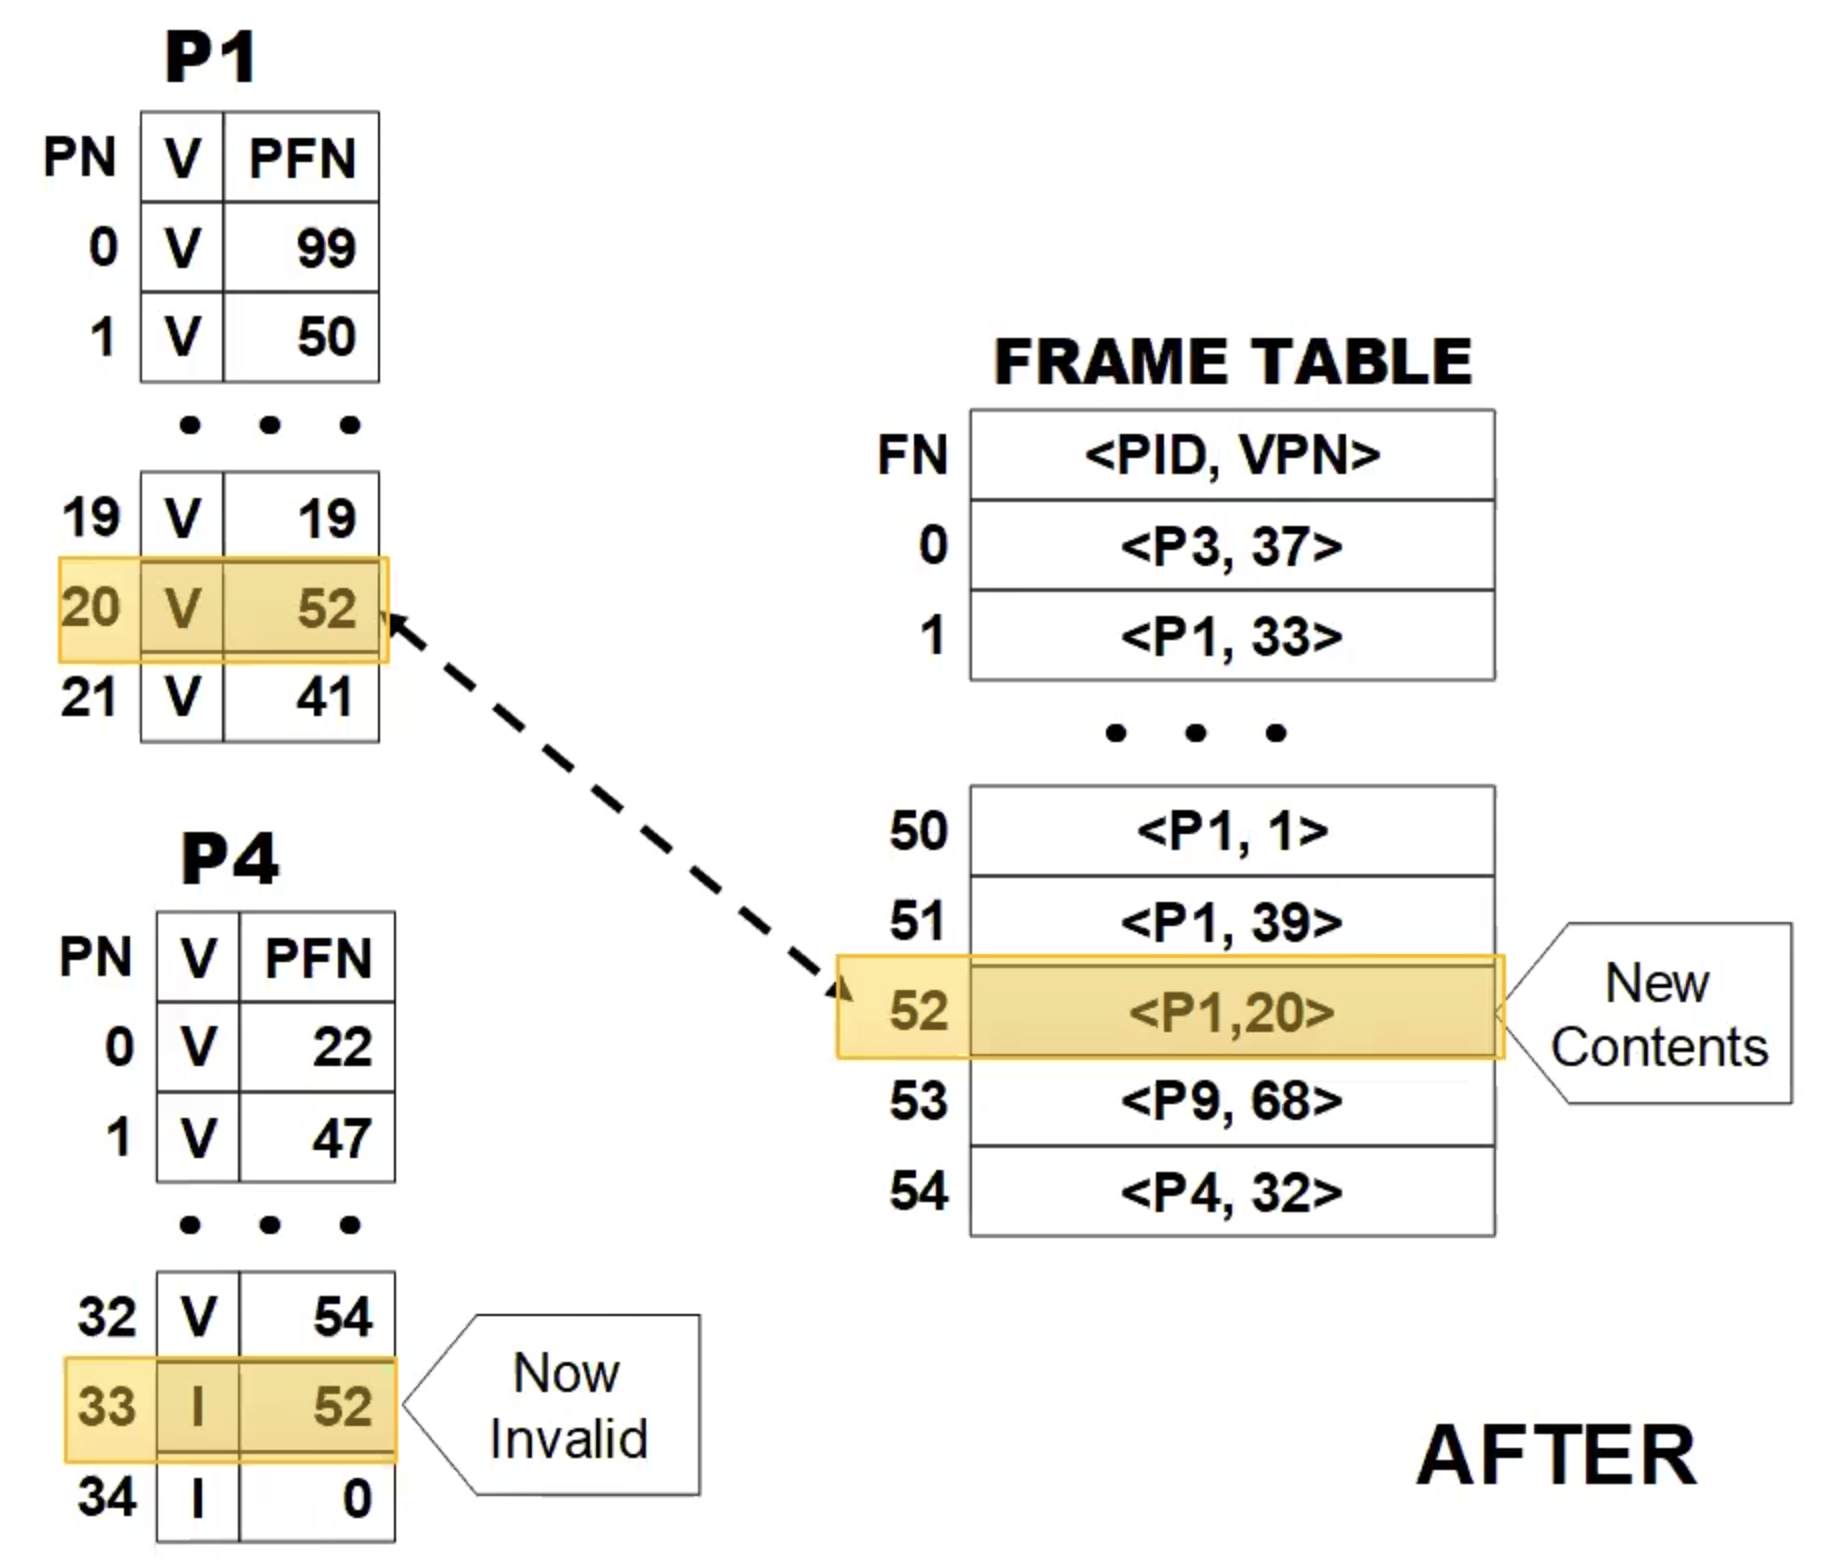 P1
PN V PFN
0 V 99
1 V 50
• • •
19 V 19
20 V 52
21 V 41
P4
PN V PFN
0 V 22
1 V 47
• • •
32 V 54
33 I 52
34 I 0
Now
Invalid
FRAME TABLE
FN <PID, VPN>
0 <P3, 37>
1 <P1, 33>
• • •
50 <P1, 1>
51 <P1, 39>
52 <P1,20>
53 <P9, 68>
54 <P4, 32>
New
Contents
AFTER